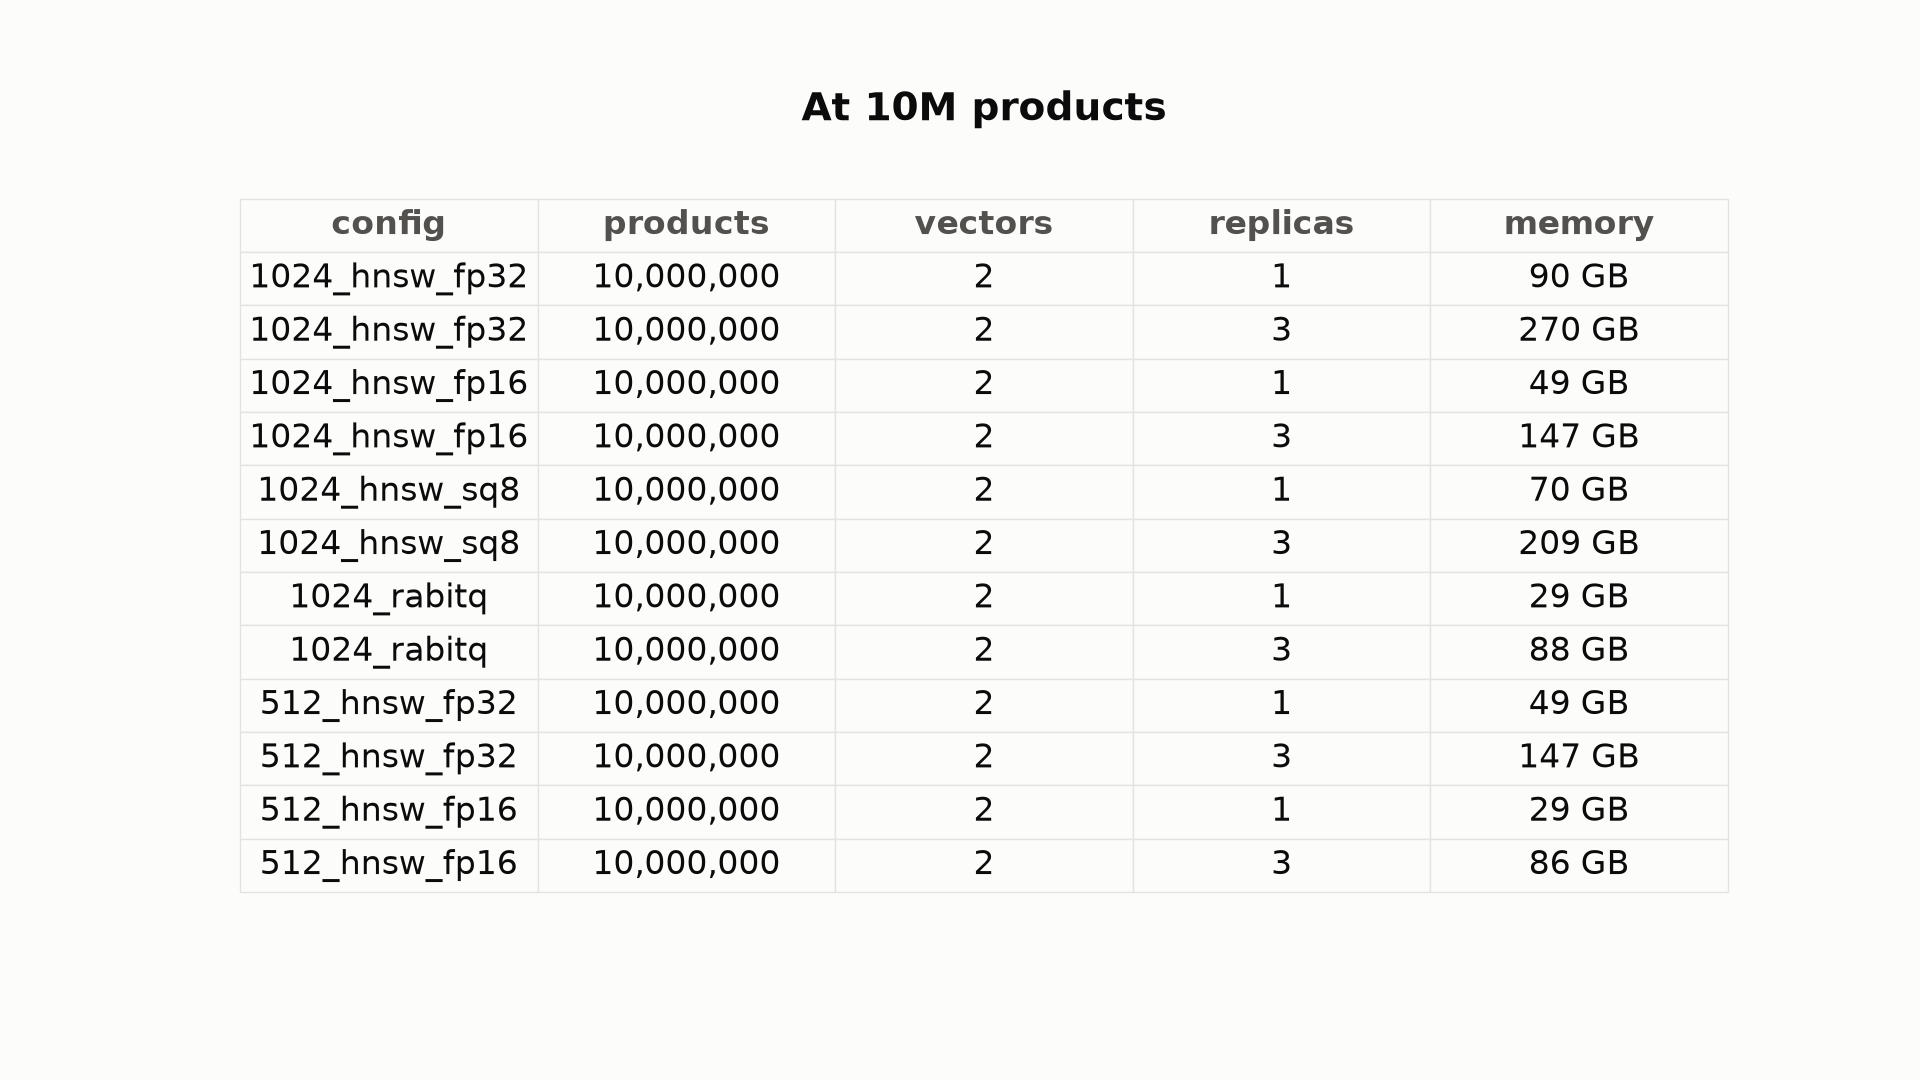 At 10M products
config products vectors replicas memory
1024_hnsw_fp32 10,000,000 2 1 90 GB
1024_hnsw_fp32 10,000,000 2 3 270 GB
1024_hnsw_fp16 10,000,000 2 1 49 GB
1024_hnsw_fp16 10,000,000 2 3 147 GB
1024_hnsw_sq8 10,000,000 2 1 70 GB
1024_hnsw_sq8 10,000,000 2 3 209 GB
1024_rabitq 10,000,000 2 1 29 GB
1024_rabitq 10,000,000 2 3 88 GB
512_hnsw_fp32 10,000,000 2 1 49 GB
512_hnsw_fp32 10,000,000 2 3 147 GB
512_hnsw_fp16 10,000,000 2 1 29 GB
512_hnsw_fp16 10,000,000 2 3 86 GB